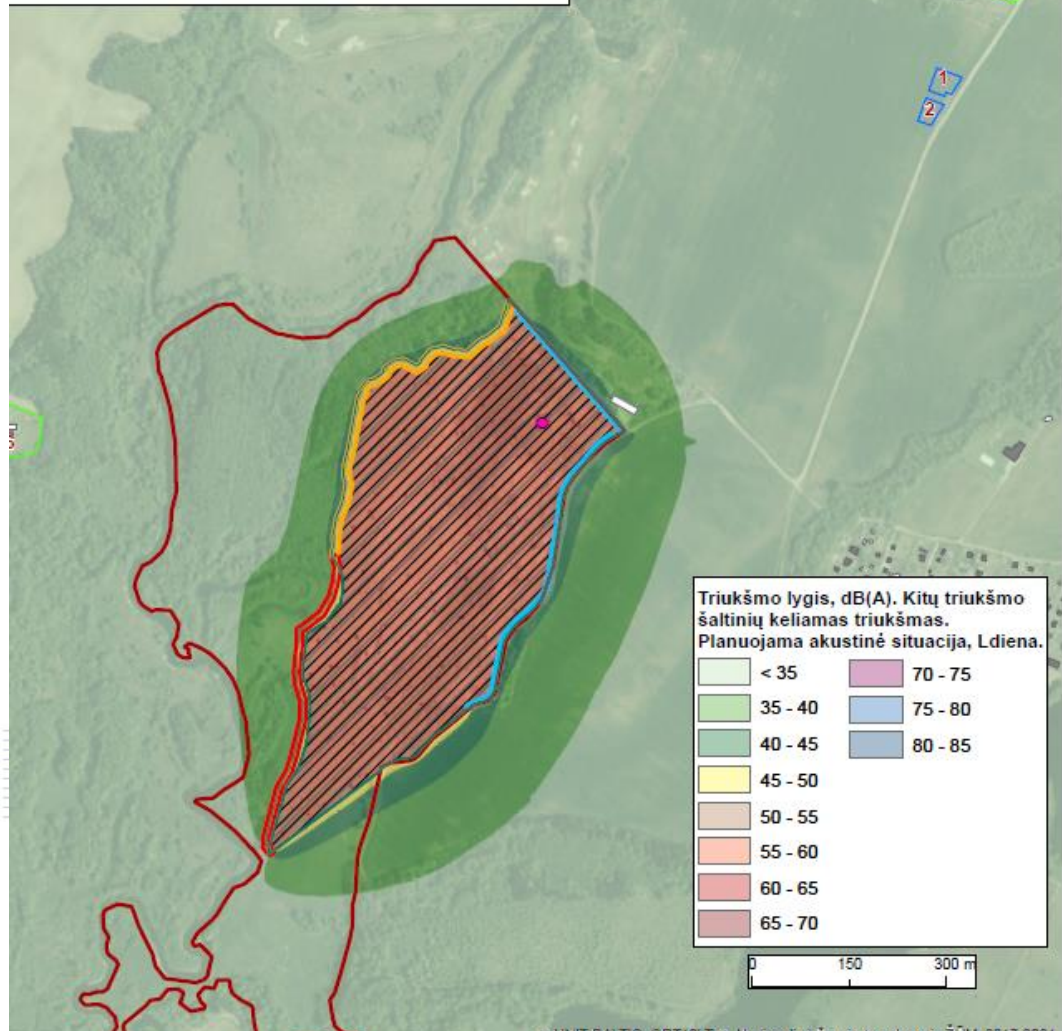 1
2
Triukšmo lygis, dB(A). Kitų triukšmo
šaltinių keliamas triukšmas.
Planuojama akustinė situacija, Ldiena.
< 35
70 - 75
35 - 40
75 - 80
40 - 45
80 - 85
45 - 50
50 - 55
55 - 60
60 - 65
65 - 70
0 150 300 m